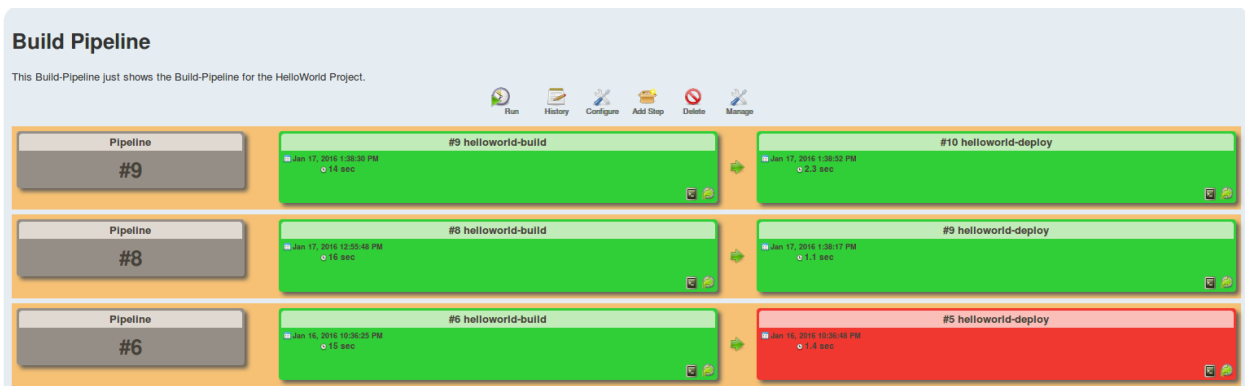 Build Pipeline
This Build-Pipeline just shows the Build-Pipeline for the HelloWorld Project.
Run History Configure Add Step Delete Manage
Pipeline #9 helloworld-build #10 helloworld-deploy
#9 Jan 17, 2016 1:38:30 PM Jan 17, 2016 1:38:52 PM
14 sec 2.3 sec
Pipeline #8 helloworld-build #9 helloworld-deploy
#8 Jan 17, 2016 12:55:48 PM Jan 17, 2016 1:38:17 PM
16 sec 1.1 sec
Pipeline #6 helloworld-build #5 helloworld-deploy
#6 Jan 16, 2016 10:36:25 PM Jan 16, 2016 10:36:48 PM
15 sec 1.4 sec